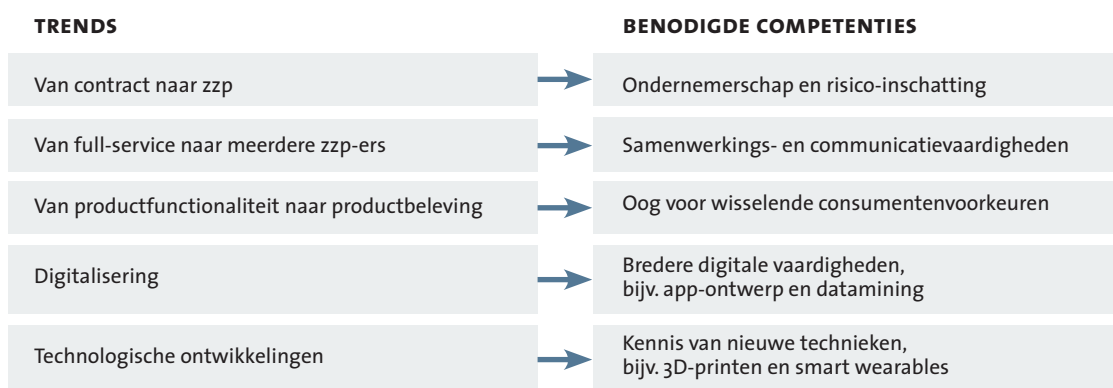 TRENDS
BENODIGDE COMPETENTIES
Van contract naar zzp
Ondernemerschap en risico-inschatting
Van full-service naar meerdere zzp-ers
Samenwerkings- en communicatievaardigheden
Van productfunctionaliteit naar productbeleving
Oog voor wisselende consumentenvoorkeuren
Digitalisering
Bredere digitale vaardigheden,
bijv. app-ontwerp en datamining
Technologische ontwikkelingen
Kennis van nieuwe technieken,
bijv. 3D-printen en smart wearables